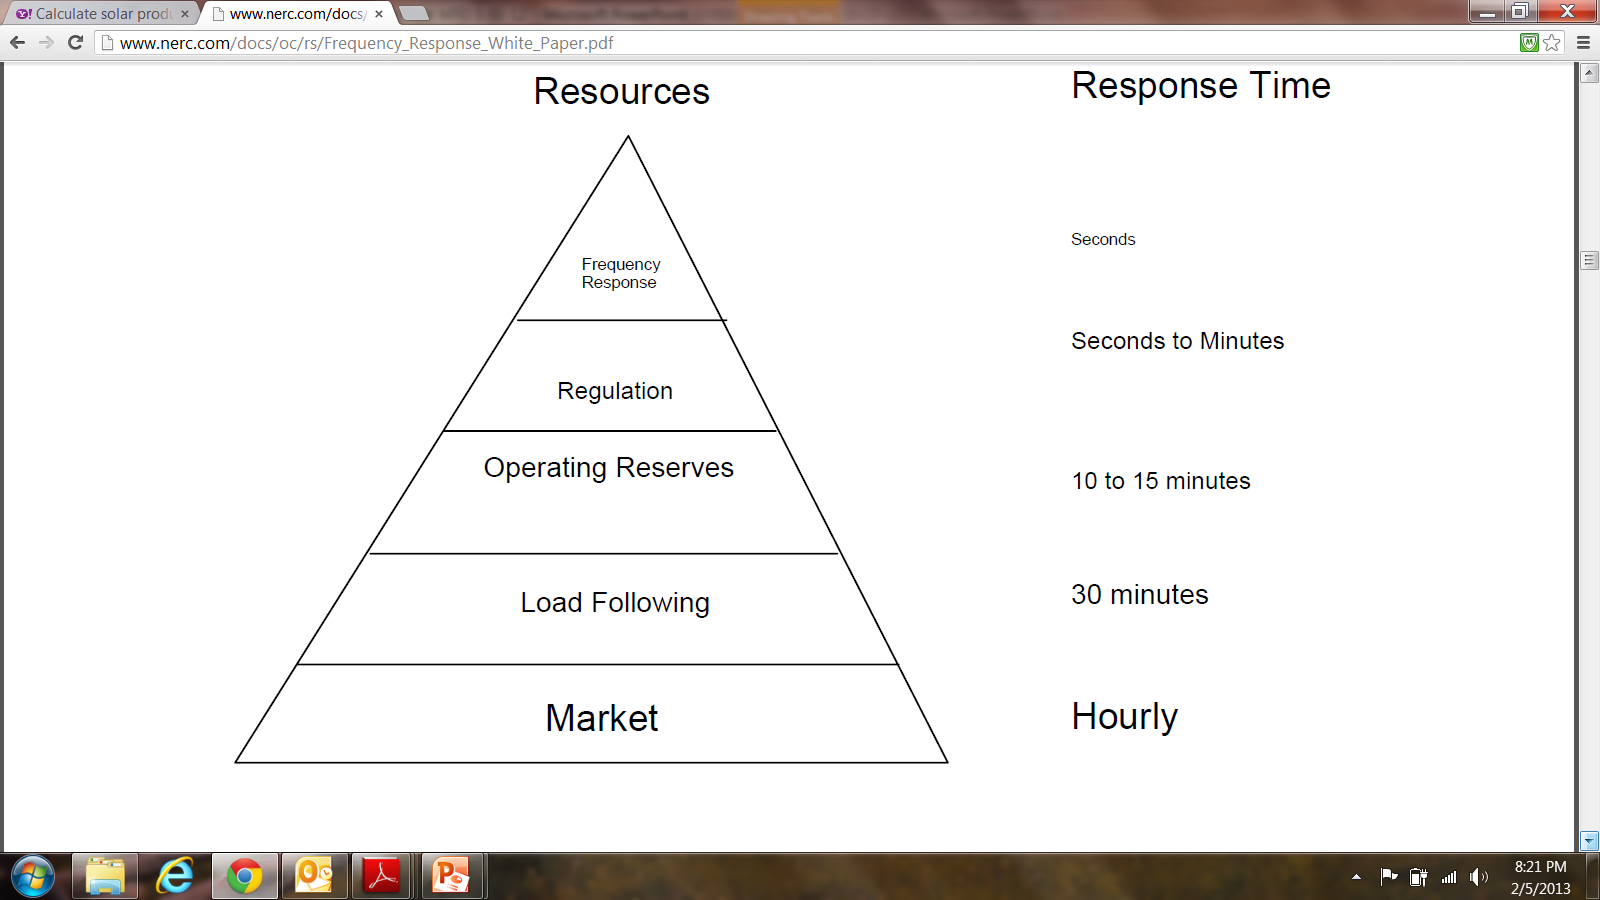 Calculate solar produ
www.nerc.com/docs/
www.nerc.com/docs/oc/rs/Frequency_Response_White_Paper.pdf
Resources
Response Time
Seconds
Frequency
Response
Seconds to Minutes
Regulation
Operating Reserves
10 to 15 minutes
Load Following
30 minutes
Market
Hourly
8:21 PM
2/5/2013